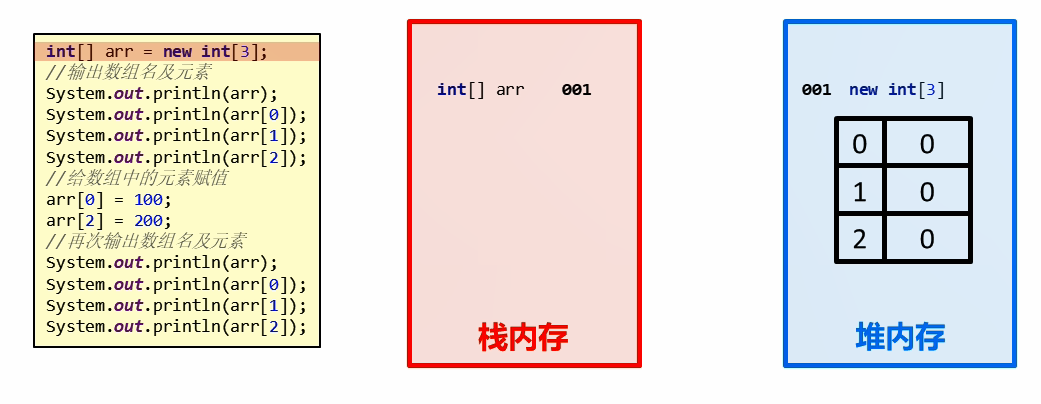 int[] arr = new int[3];
//输出数组名及元素
System.out.println(arr);
System.out.println(arr[0]);
System.out.println(arr[1]);
System.out.println(arr[2]);
//给数组中的元素赋值
arr[0] = 100;
arr[2] = 200;
//再次输出数组名及元素
System.out.println(arr);
System.out.println(arr[0]);
System.out.println(arr[1]);
System.out.println(arr[2]);
int[] arr 001
栈内存
001 new int[3]
0 0
1 0
2 0
堆内存